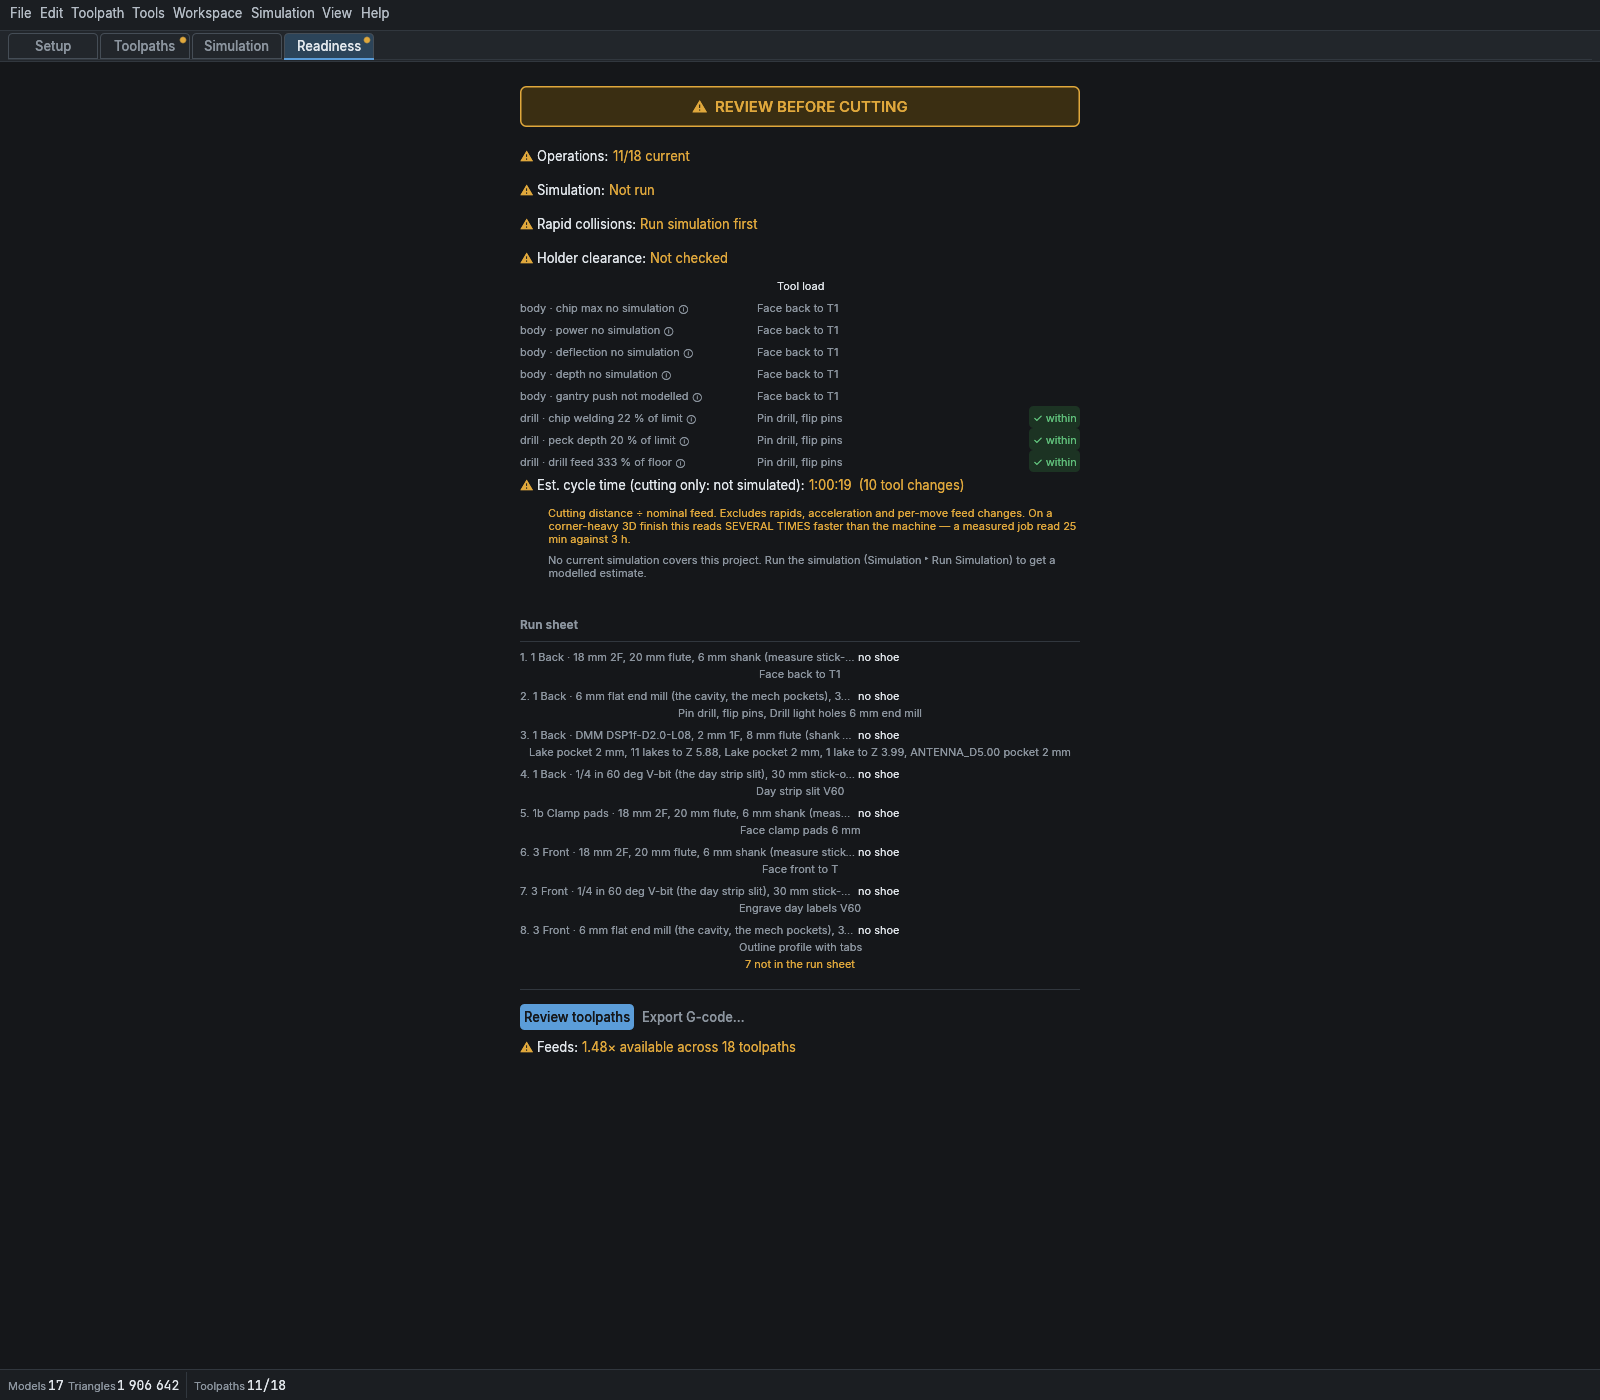 File Edit Toolpath Tools Workspace Simulation View Help
Setup Toolpaths Simulation Readiness
REVIEW BEFORE CUTTING
Operations: 11/18 current
Simulation: Not run
Rapid collisions: Run simulation first
Holder clearance: Not checked
Tool load
body · chip max no simulation Face back to T1
body · power no simulation Face back to T1
body · deflection no simulation Face back to T1
body · depth no simulation Face back to T1
body · gantry push not modelled Face back to T1
drill · chip welding 22 % of limit Pin drill, flip pins ✓ within
drill · peck depth 20 % of limit Pin drill, flip pins ✓ within
drill · drill feed 333 % of floor Pin drill, flip pins ✓ within
Est. cycle time (cutting only: not simulated): 1:00:19 (10 tool changes)
Cutting distance ÷ nominal feed. Excludes rapids, acceleration and per-move feed changes. On a
corner-heavy 3D finish this reads SEVERAL TIMES faster than the machine — a measured job read 25
min against 3 h.
No current simulation covers this project. Run the simulation (Simulation ▸ Run Simulation) to get a
modelled estimate.
Run sheet
1. 1 Back · 18 mm 2F, 20 mm flute, 6 mm shank (measure stick-... no shoe
Face back to T1
2. 1 Back · 6 mm flat end mill (the cavity, the mech pockets), 3... no shoe
Pin drill, flip pins, Drill light holes 6 mm end mill
3. 1 Back · DMM DSP1f-D2.0-L08, 2 mm 1F, 8 mm flute (shank ... no shoe
Lake pocket 2 mm, 11 lakes to Z 5.88, Lake pocket 2 mm, 1 lake to Z 3.99, ANTENNA_D5.00 pocket 2 mm
4. 1 Back · 1/4 in 60 deg V-bit (the day strip slit), 30 mm stick-o... no shoe
Day strip slit V60
5. 1b Clamp pads · 18 mm 2F, 20 mm flute, 6 mm shank (meas... no shoe
Face clamp pads 6 mm
6. 3 Front · 18 mm 2F, 20 mm flute, 6 mm shank (measure stick... no shoe
Face front to T
7. 3 Front · 1/4 in 60 deg V-bit (the day strip slit), 30 mm stick-... no shoe
Engrave day labels V60
8. 3 Front · 6 mm flat end mill (the cavity, the mech pockets), 3... no shoe
Outline profile with tabs
7 not in the run sheet
Review toolpaths Export G-code...
Feeds: 1.48× available across 18 toolpaths
Models 17 Triangles 1 906 642 Toolpaths 11/18